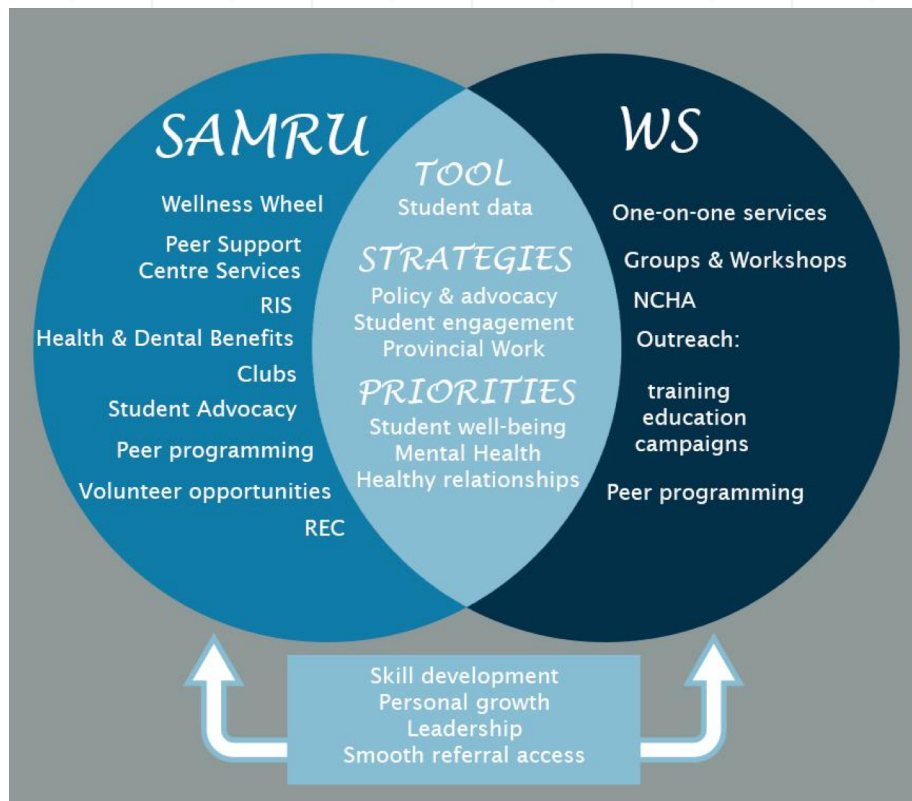 SAMRU
Wellness Wheel
Peer Support
Centre Services
RIS
Health & Dental Benefits
Clubs
Student Advocacy
Peer programming
Volunteer opportunities
REC
TOOL
Student data
STRATEGIES
Policy & advocacy
Student engagement
Provincial Work
PRIORITIES
Student well-being
Mental Health
Healthy relationships
WS
One-on-one services
Groups & Workshops
NCHA
Outreach:
training
education
campaigns
Peer programming
Skill development
Personal growth
Leadership
Smooth referral access